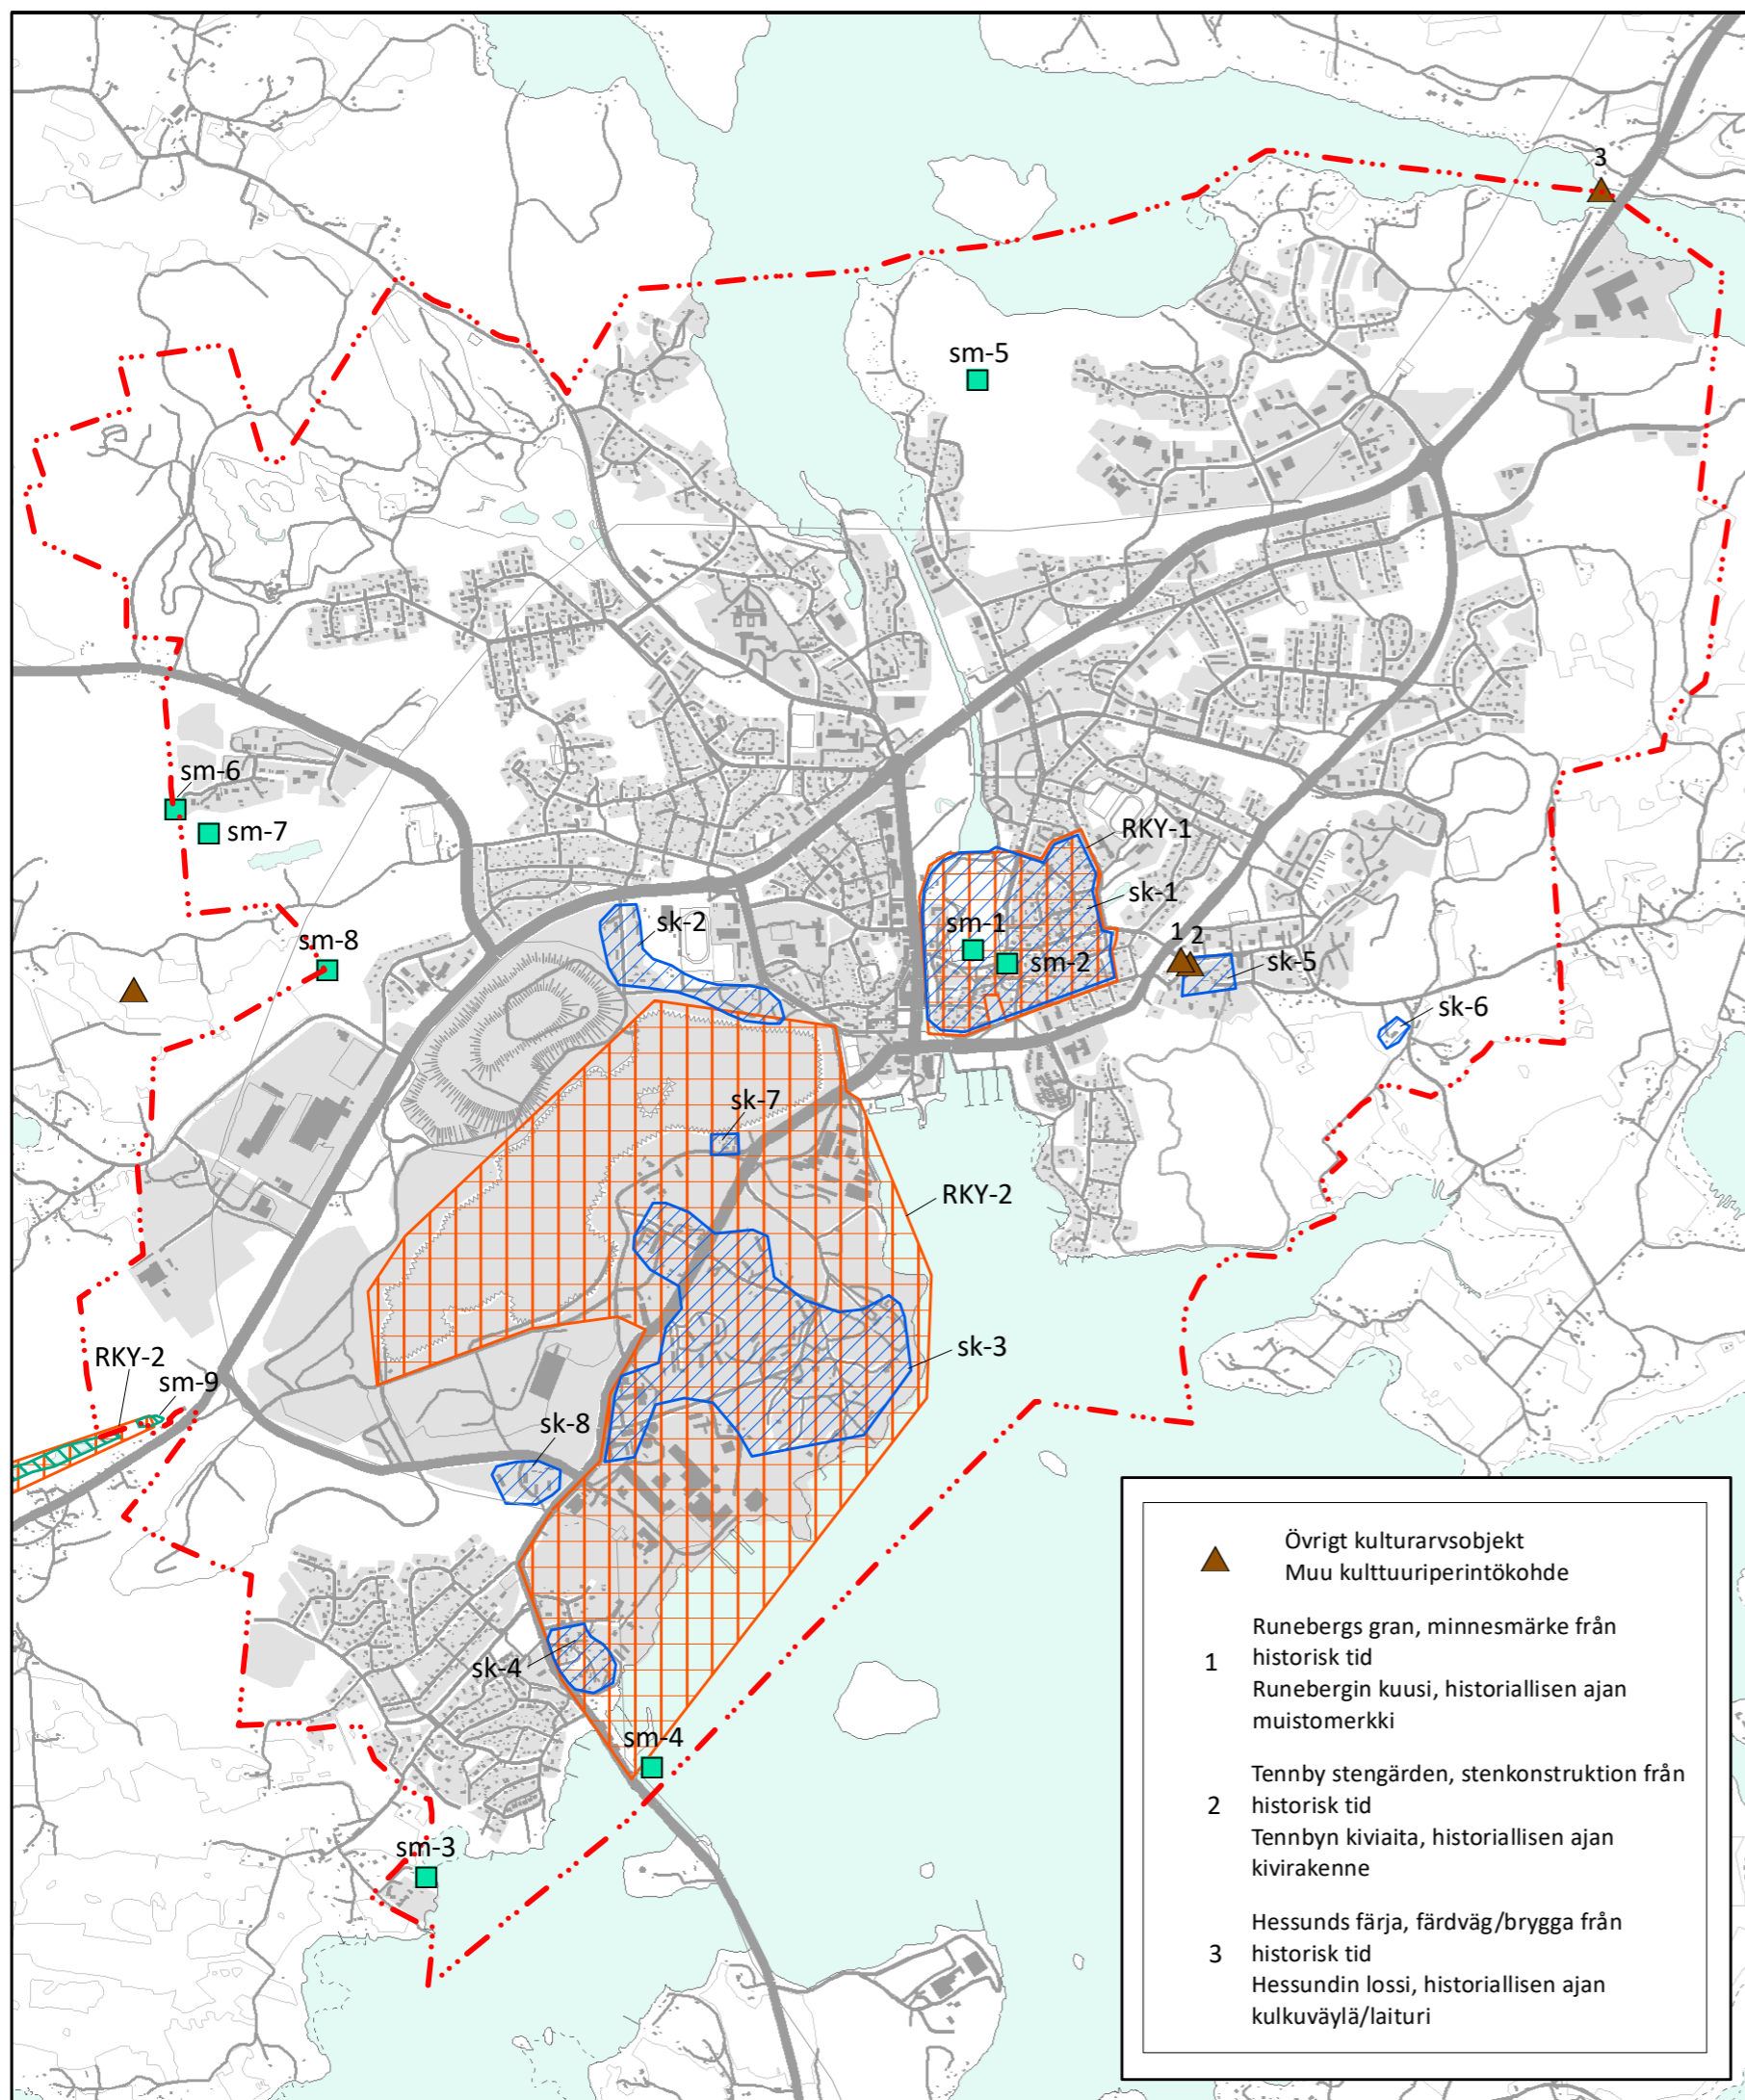 3
sm-5
sm-6
sm-7
RKY-1
sk-1
sk-2
sm-1
1
2
sm-2
sm-8
sk-5
sk-6
sk-7
RKY-2
sk-3
RKY-2
sm-9
sk-8
sk-4
sm-4
sm-3
Övrigt kulturarvsobjekt
Muu kulttuuriperintökohde
Runebergs gran, minnesmärke från
historisk tid
1
Runebergin kuusi, historiallisen ajan
muistomerkki
Tennby stengärden, stenkonstruktion från
2 historisk tid
Tennbyn kiviaita, historiallisen ajan
kivirakenne
Hessunds färja, färdväg/brygga från
3 historisk tid
Hessundin lossi, historiallisen ajan
kulkuväylä/laituri